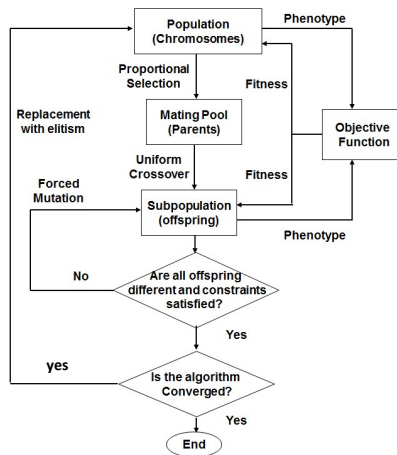 Population
(Chromosomes)
Phenotype
Proportional
Selection
Fitness
Replacement
with elitism
Mating Pool
(Parents)
Objective
Function
Uniform
Crossover
Forced
Mutation
Fitness
Subpopulation
(offspring)
Phenotype
No
Are all offspring
different and constraints
satisfied?
Yes
yes
Is the algorithm
Converged?
Yes
End